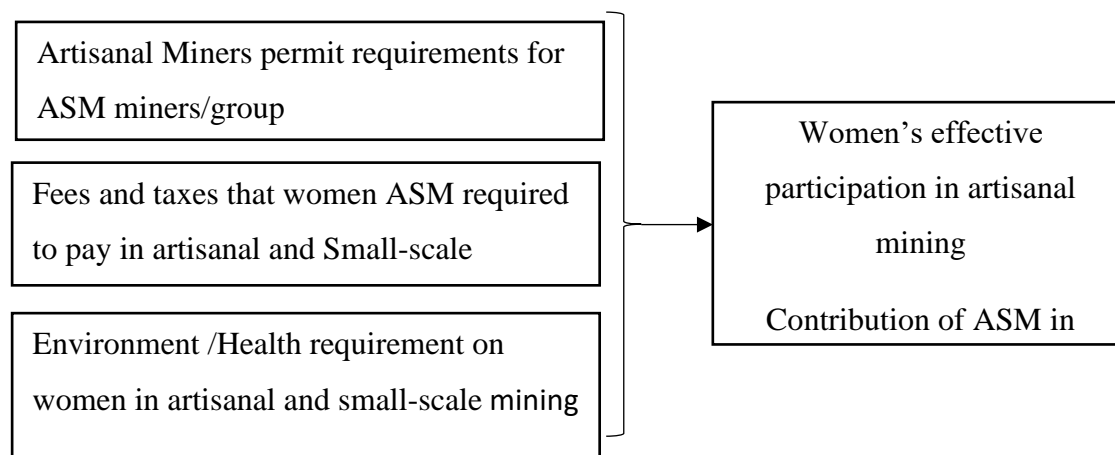 Artisanal Miners permit requirements for
ASM miners/group
Fees and taxes that women ASM required
to pay in artisanal and Small-scale
Environment /Health requirement on
women in artisanal and small-scale mining
Women’s effective
participation in artisanal
mining
Contribution of ASM in